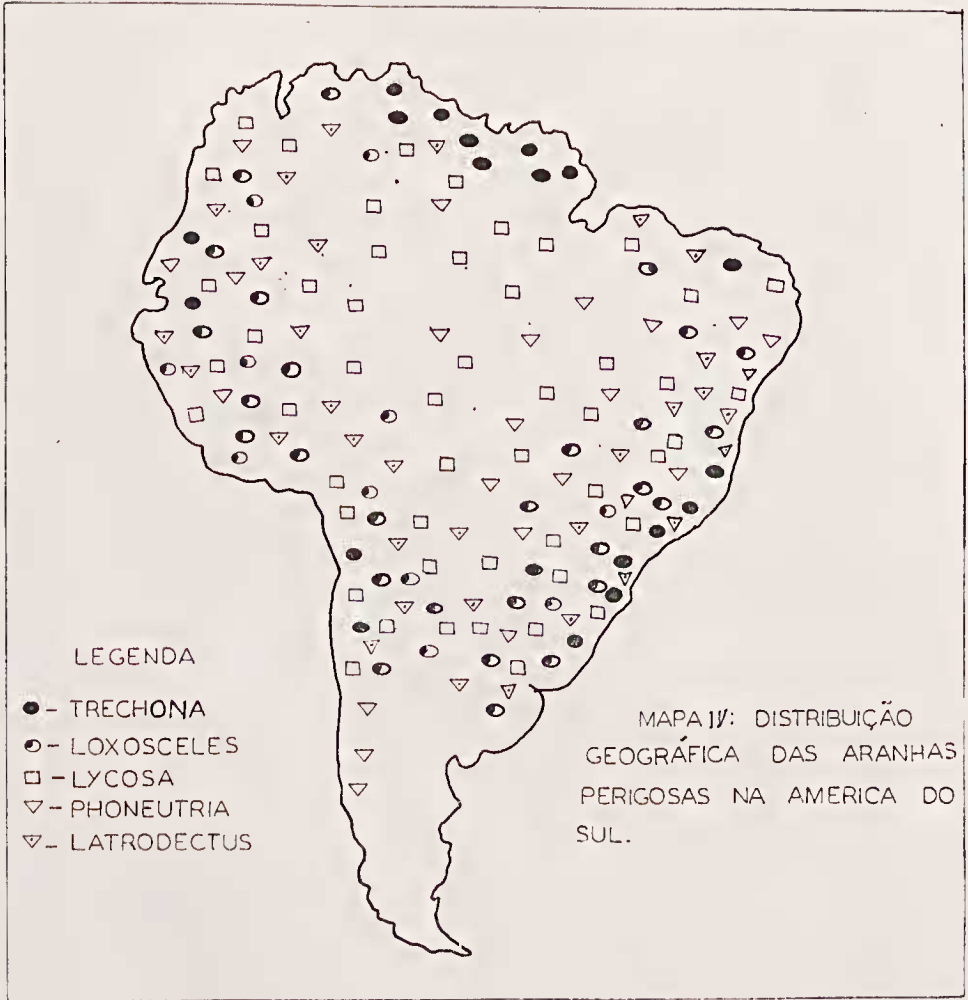 LEGENDA
●- TRECHONA
◔- LOXOSCELES
□- LYCOSA
▽- PHONEUTRIA
▽- LATRODECTUS
MAPA IV: DISTRIBUIÇÃO
GEOGRÁFICA DAS ARANHAS
PERIGOSAS NA AMERICA DO
SUL.